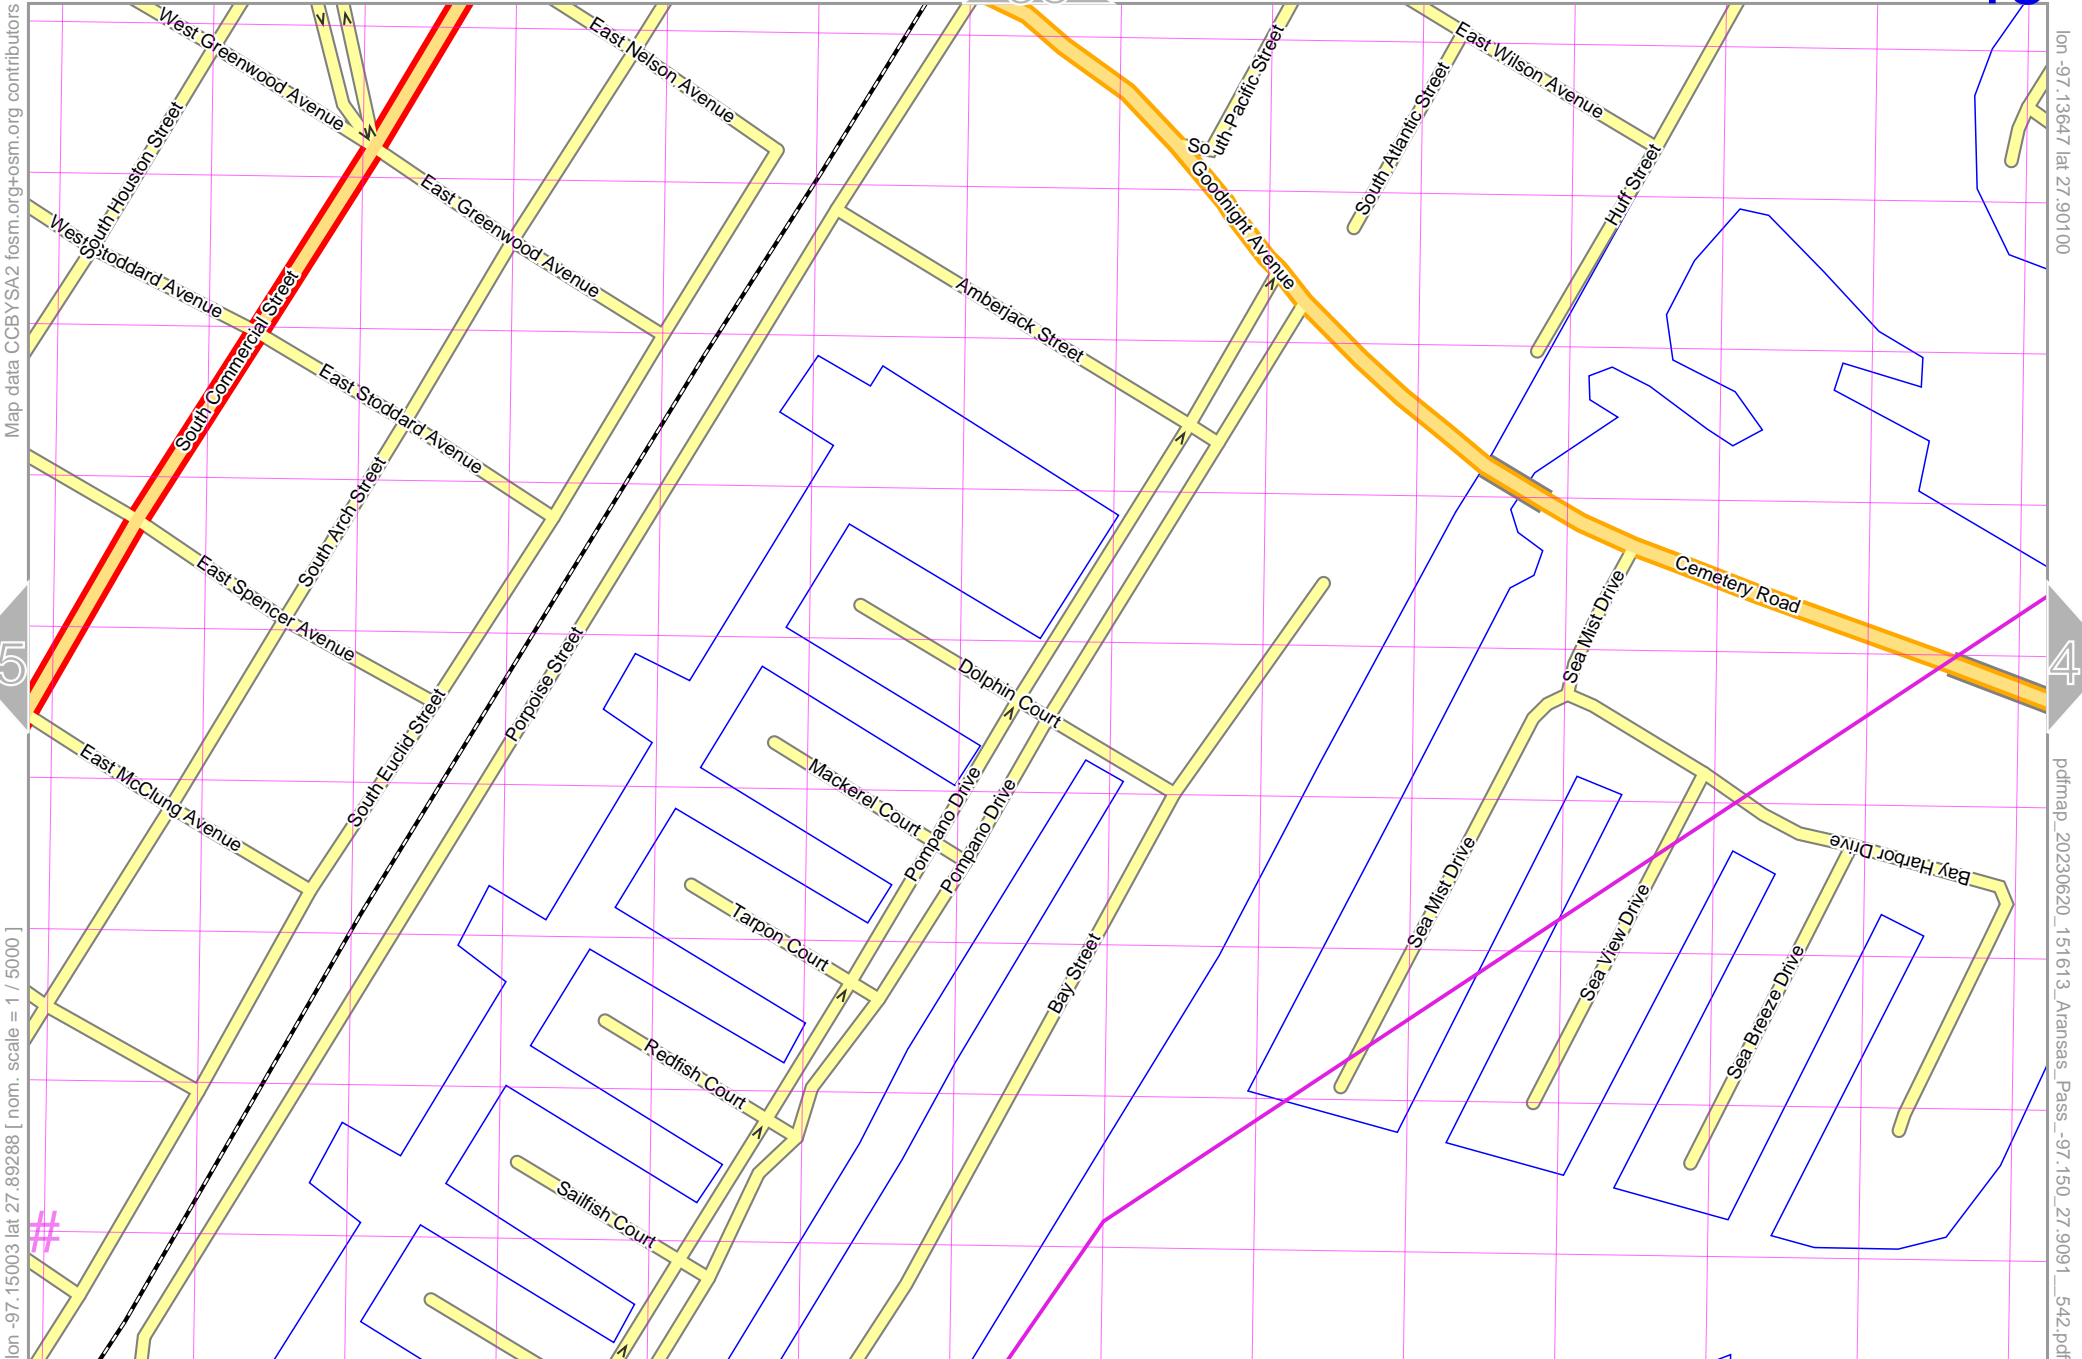 West Greenwood Avenue
East Nelson Avenue
South Pacific Street
East Wilson Avenue
South Atlantic Street
South Houston Street
So
Goodnight Avenue
Huff Street
East Greenwood Avenue
West Stoddard Avenue
South Commercial Street
Amberjack Street
East Stoddard Avenue
South Arch Street
East Spencer Avenue
Cemetery Road
Sea Mist Drive
Porpoise Street
Dolphin Court
South Euclid Street
East McClung Avenue
Mackerel Court
Pompano Drive
Pompano Drive
Bay Harbor Drive
Sea Mist Drive
Sea View Drive
Tarpon Court
Bay Street
Sea Breeze Drive
Redfish Court
Sailfish Court
#
5
4
Map data CCBYSA2 fosm.org+osm.org contributors
lon -97.15003 lat 27.89288 [ nom. scale = 1 / 5000 ]
lon -97.13647 lat 27.90100
pdfmap_20230620_151613_Aransas_Pass_-97.150_27.9091__542.pdf